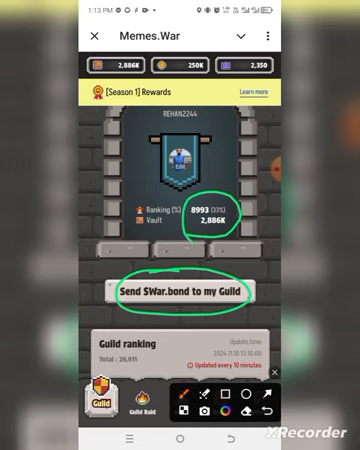 1:13 PM
Memes.War
2,886K
250K
2,350
[Season 1] Rewards
Learn more
REHAN2244
Edit
Ranking (%) 8993 (33%)
Vault 2,886K
Send $War.bond to my Guild
Guild ranking
Update time
Total : 26,911
2024.11.18 13:10:00
Updated every 10 minutes
Guild
Guild Raid
XRecorder